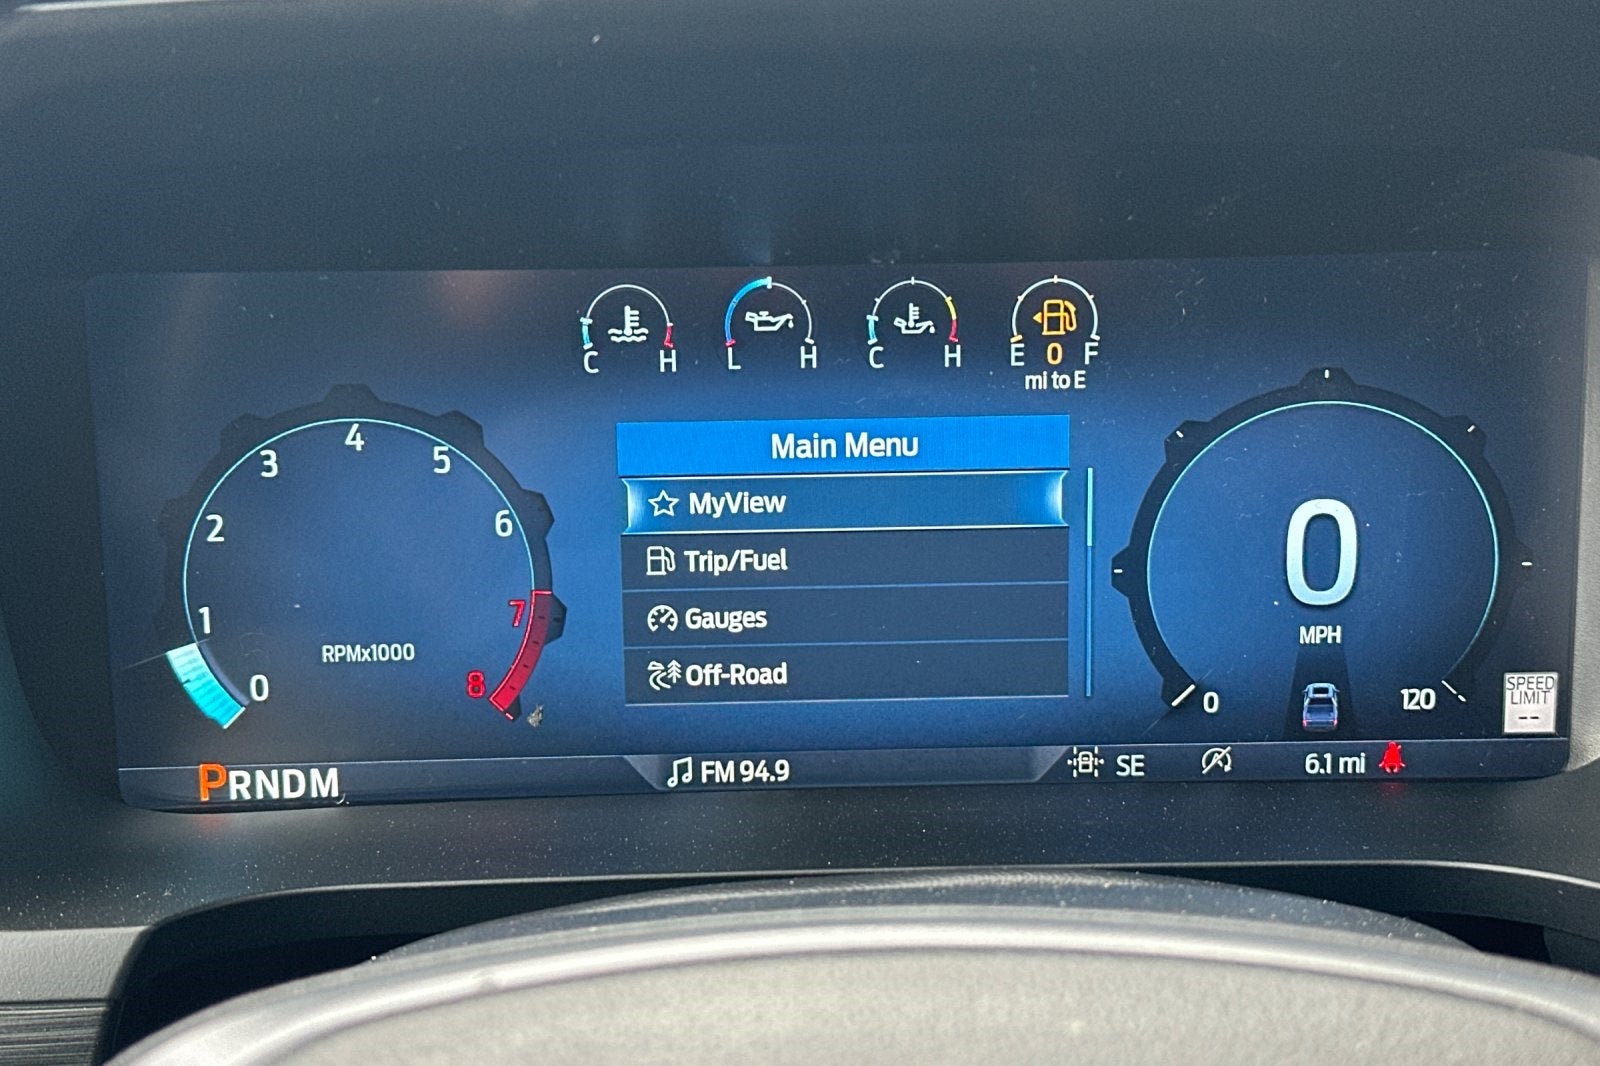 C H
L H
C H
E 0 F
mi to E
0 1 2 3 4 5 6 7 8
RPMx1000
Main Menu
MyView
Trip/Fuel
Gauges
Off-Road
0
MPH
0 120
SPEED
LIMIT
--
PRNDM
FM 94.9
SE
6.1 mi